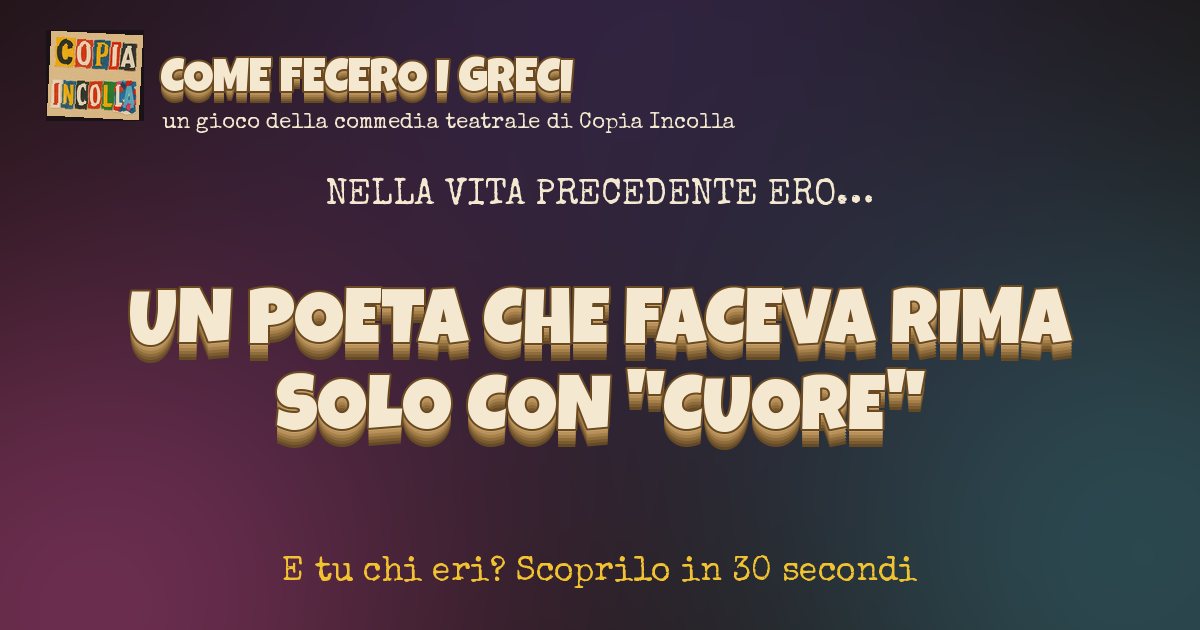 COPIA
INCOLLA
COME FECERO I GRECI
un gioco della commedia teatrale di Copia Incolla
NELLA VITA PRECEDENTE ERO...
UN POETA CHE FACEVA RIMA
SOLO CON "CUORE"
E tu chi eri? Scoprilo in 30 secondi